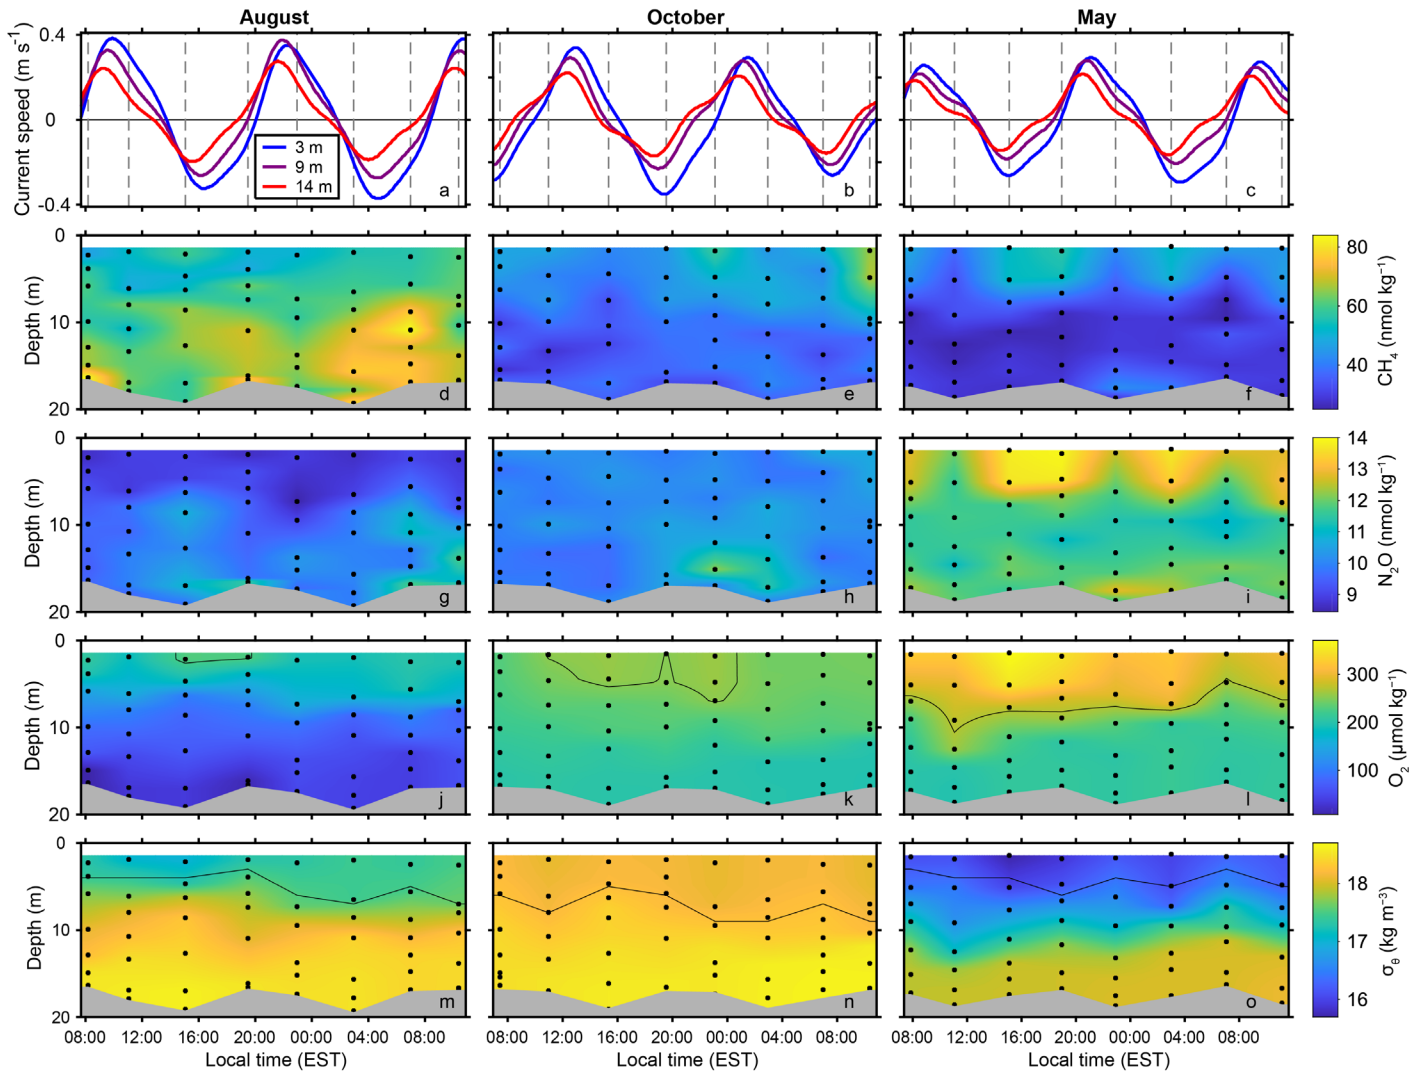 August October May
0.4
0
-0.4
Current speed (m s⁻¹)
3 m
9 m
14 m
a b c
0
10
20
Depth (m)
d e f
80
60
40
CH₄ (nmol kg⁻¹)
0
10
20
Depth (m)
g h i
14
13
12
11
10
9
N₂O (nmol kg⁻¹)
0
10
20
Depth (m)
j k l
300
200
100
O₂ (μmol kg⁻¹)
0
10
20
Depth (m)
m n o
18
17
16
σθ (kg m⁻³)
08:00 12:00 16:00 20:00 00:00 04:00 08:00 08:00 12:00 16:00 20:00 00:00 04:00 08:00 08:00 12:00 16:00 20:00 00:00 04:00 08:00
Local time (EST) Local time (EST) Local time (EST)